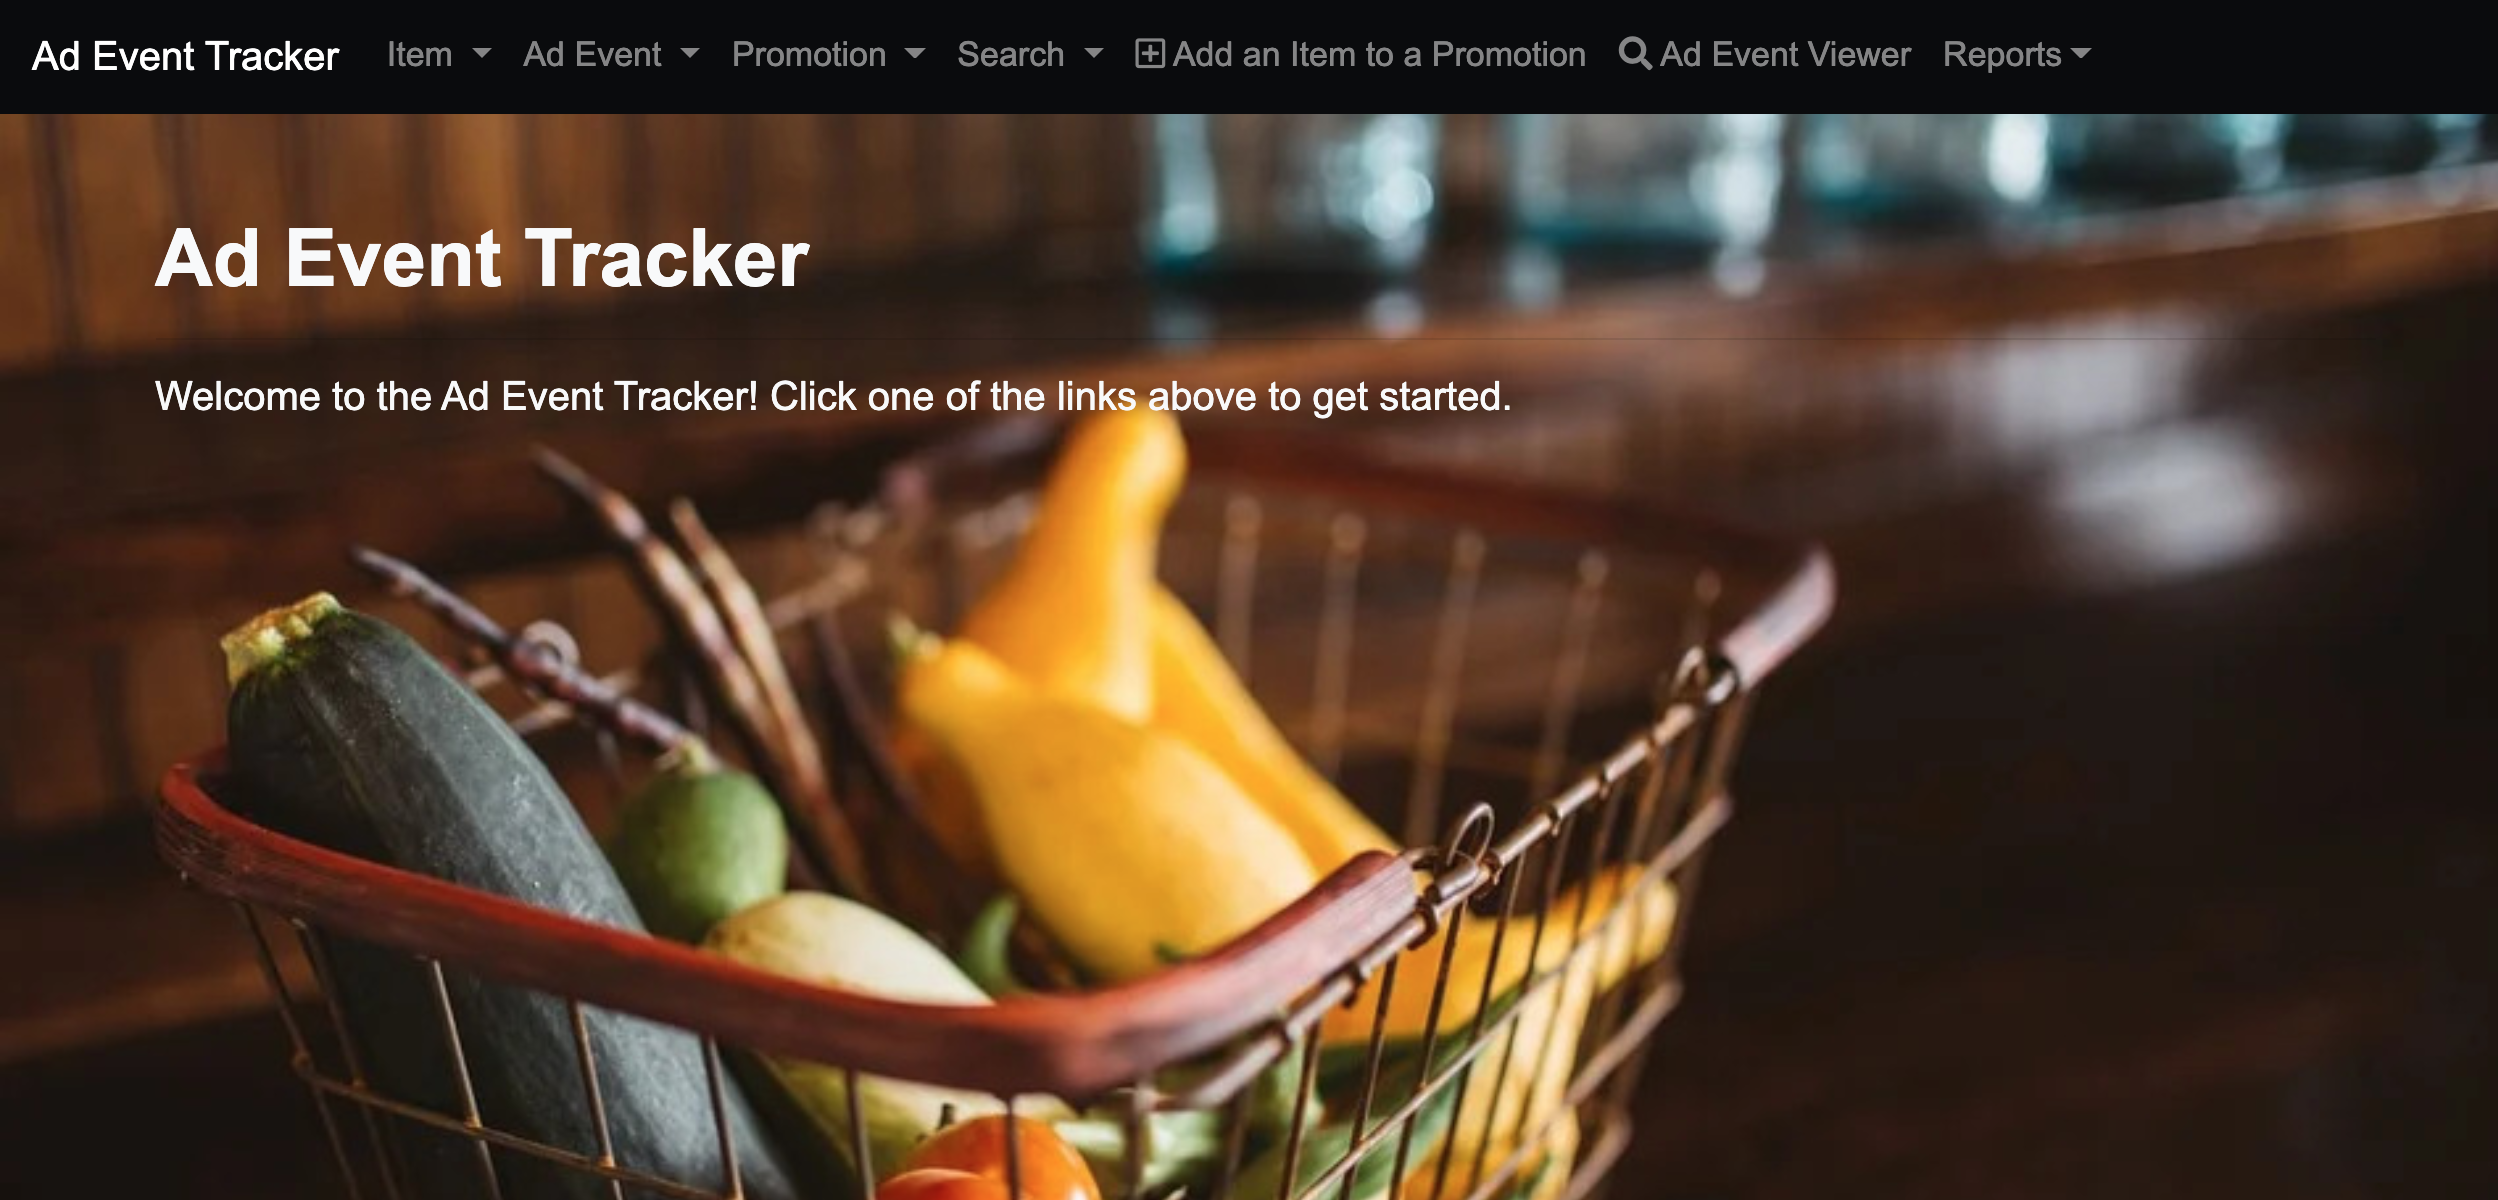 Ad Event Tracker Item Ad Event Promotion Search Add an Item to a Promotion Ad Event Viewer Reports
Ad Event Tracker
Welcome to the Ad Event Tracker! Click one of the links above to get started.